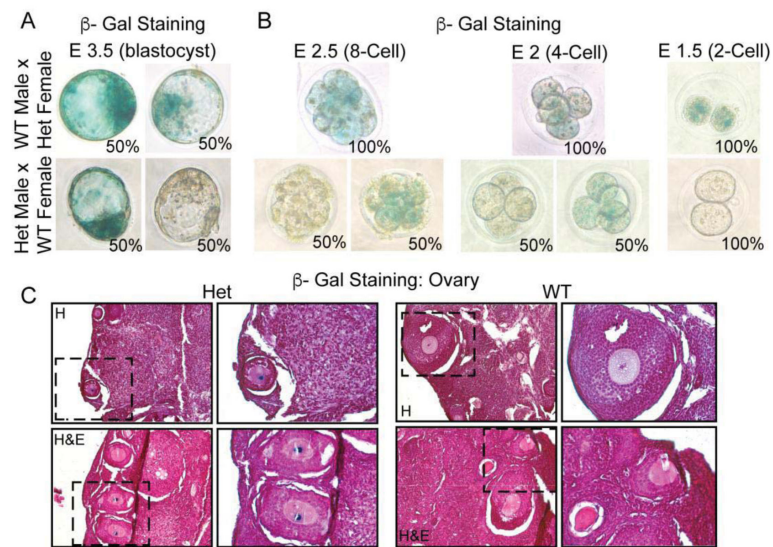 A
β- Gal Staining
E 3.5 (blastocyst)
WT Male x
Het Female
50%
50%
Het Male x
WT Female
50%
50%
B
β- Gal Staining
E 2.5 (8-Cell)
E 2 (4-Cell)
E 1.5 (2-Cell)
100%
100%
100%
50%
50%
50%
50%
100%
C
β- Gal Staining: Ovary
Het
WT
H
H
H&E
H&E